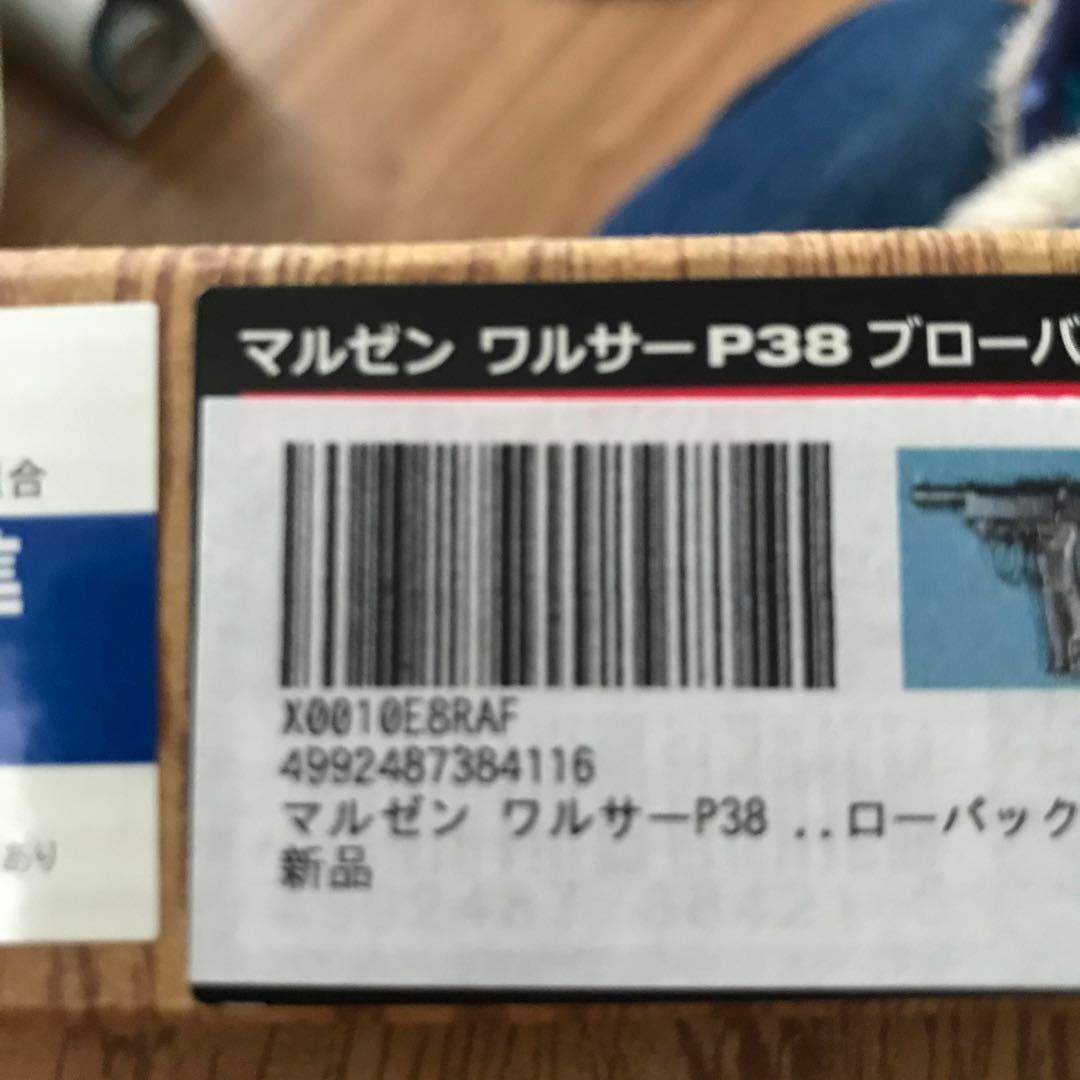 マルゼン ワルサーP38 ブローバ
合
X0010E8RAF
4992487384116
マルゼン ワルサーP38 ..ローバック
新品
あり